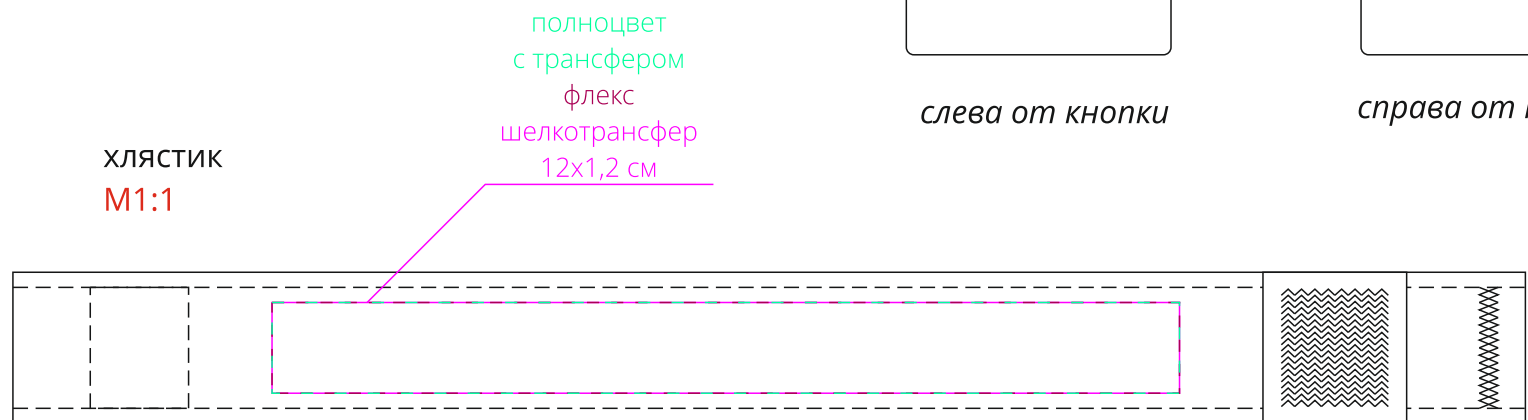 полноцвет
с трансфером
флекс
шелкотрансфер
12х1,2 см
слева от кнопки
справа от
хлястик
М1:1